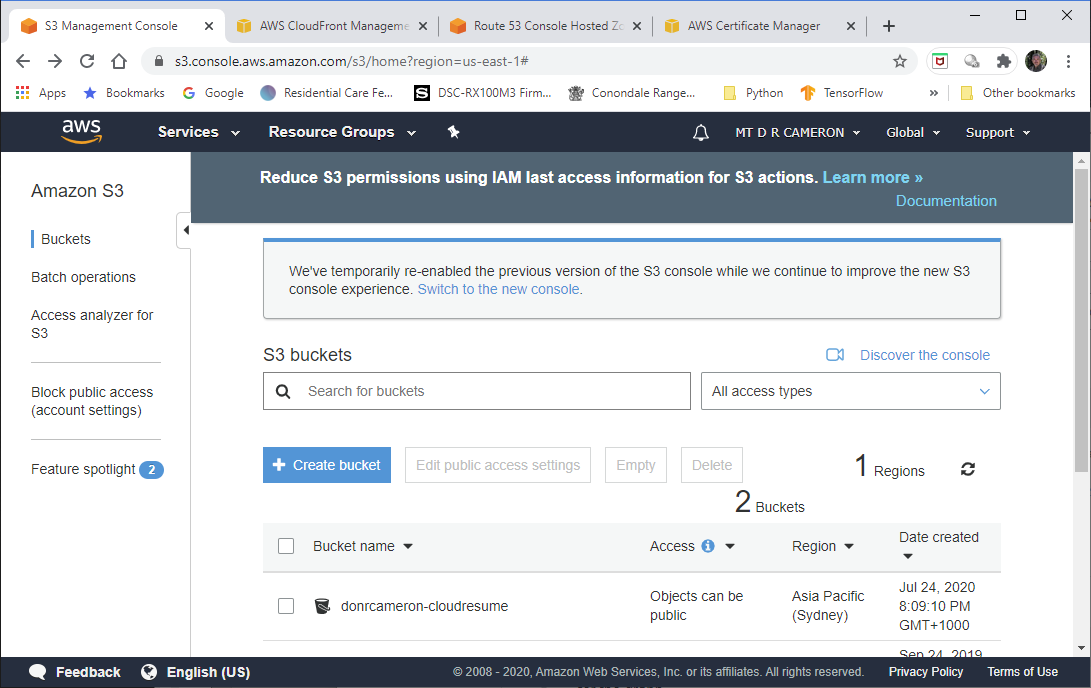 S3 Management Console
AWS CloudFront Manageme
Route 53 Console Hosted Zo
AWS Certificate Manager
s3.console.aws.amazon.com/s3/home?region=us-east-1#
Apps
Bookmarks
Google
Residential Care Fe...
DSC-RX100M3 Firm...
Conondale Range...
Python
TensorFlow
»
Other bookmarks
aws
Services
Resource Groups
MT D R CAMERON
Global
Support
Amazon S3
Buckets
Batch operations
Access analyzer for
S3
Block public access
(account settings)
Feature spotlight 2
Reduce S3 permissions using IAM last access information for S3 actions. Learn more »
Documentation
We've temporarily re-enabled the previous version of the S3 console while we continue to improve the new S3
console experience. Switch to the new console.
S3 buckets
Discover the console
Search for buckets
All access types
Create bucket
Edit public access settings
Empty
Delete
1 Regions
2 Buckets
Bucket name
Access
Region
Date created
donrcameron-cloudresume
Objects can be
public
Asia Pacific
(Sydney)
Jul 24, 2020
8:09:10 PM
GMT+1000
Sep 24, 2019
Feedback
English (US)
© 2008 - 2020, Amazon Web Services, Inc. or its affiliates. All rights reserved.
Privacy Policy
Terms of Use